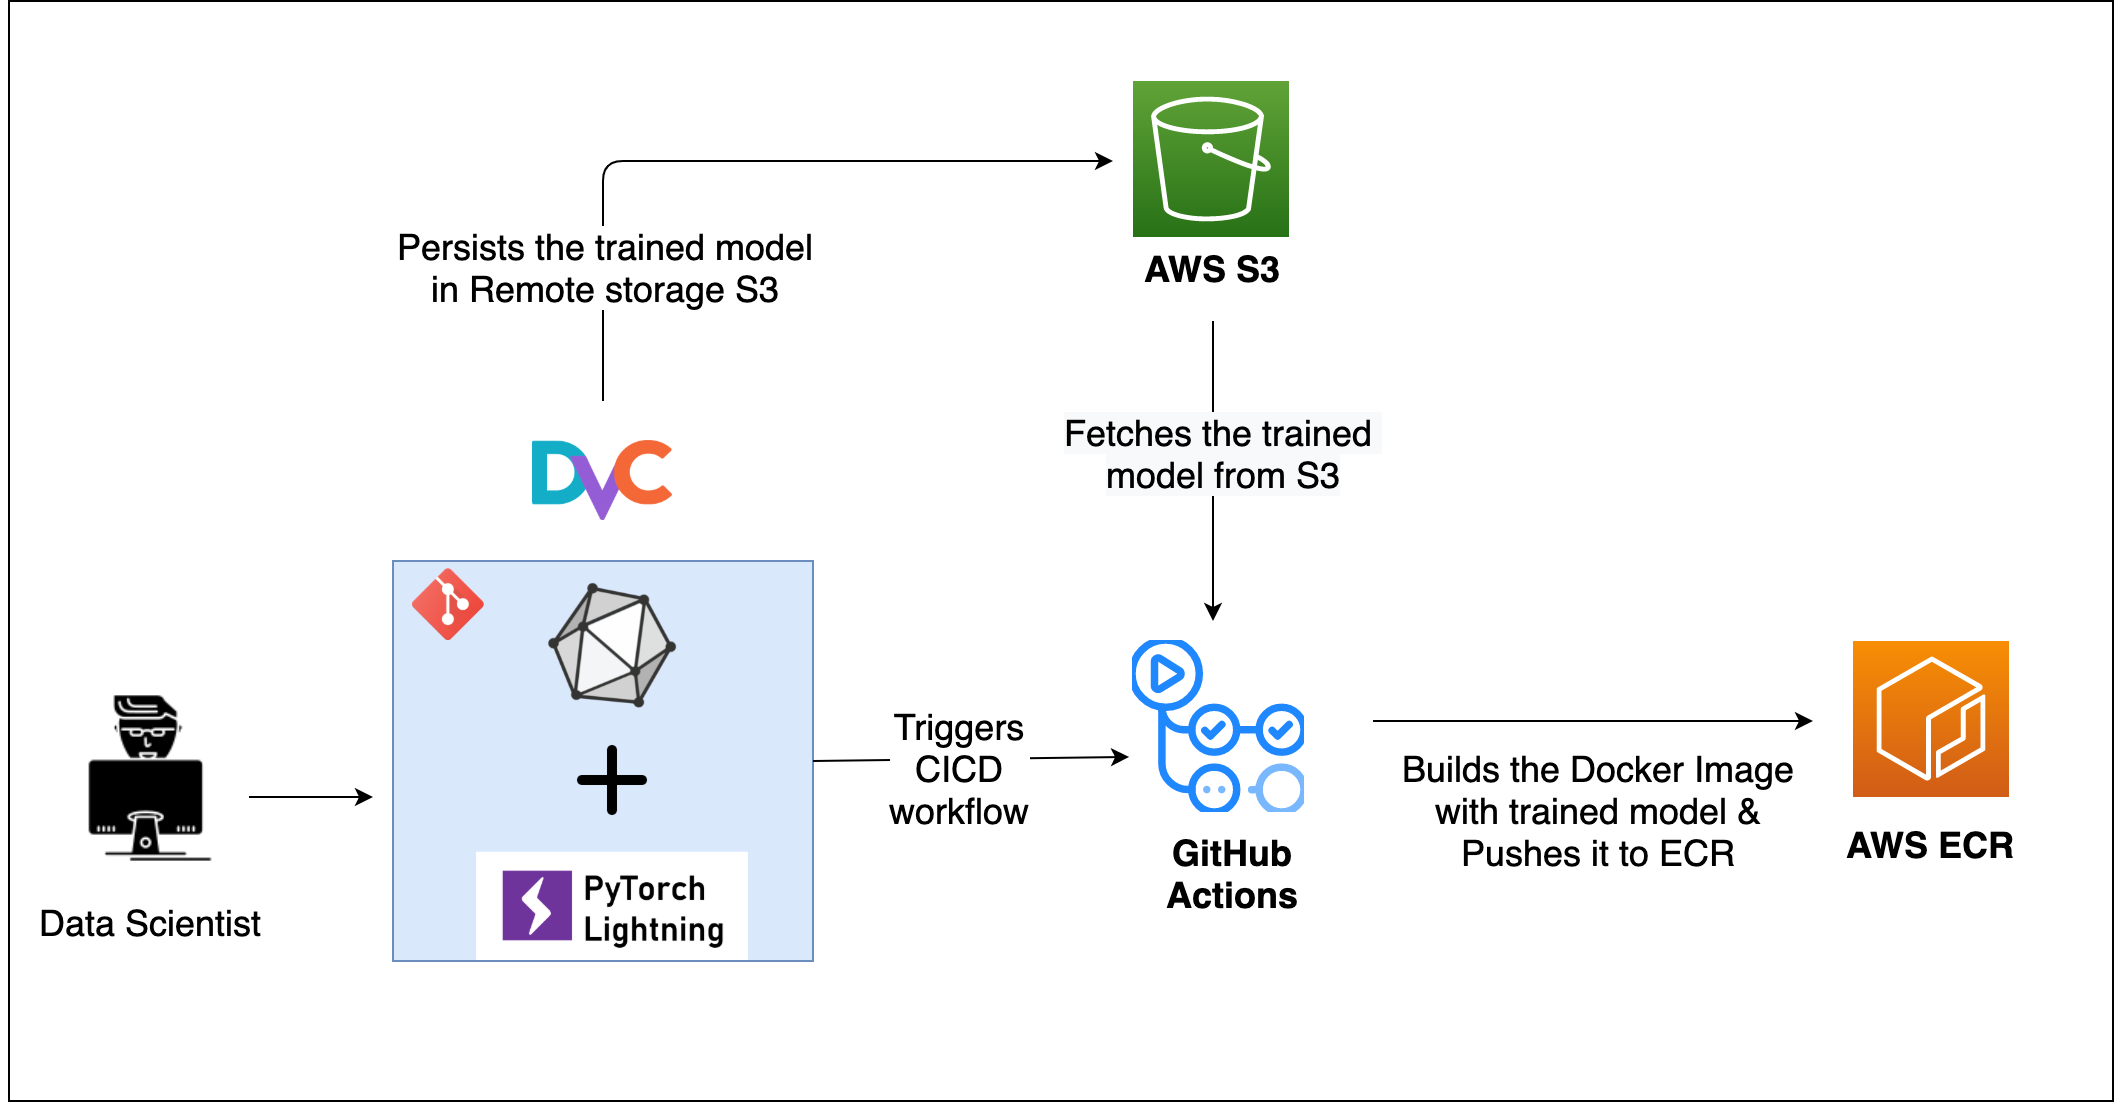 AWS S3
Persists the trained model
in Remote storage S3
Fetches the trained
model from S3
DVC
Triggers
CICD
workflow
PyTorch
Lightning
Data Scientist
GitHub
Actions
Builds the Docker Image
with trained model &
Pushes it to ECR
AWS ECR